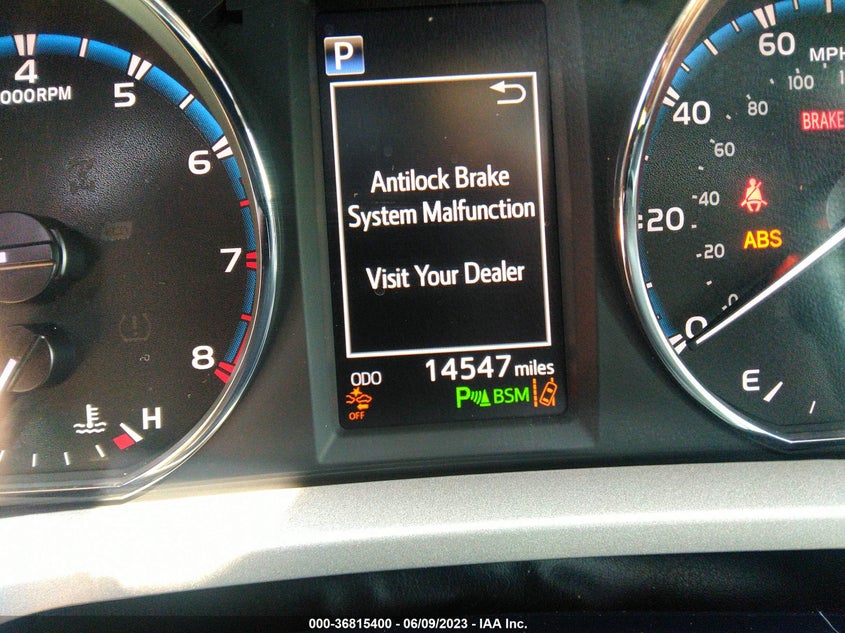 P
4
000RPM
5
6
7
8
H
Antilock Brake
System Malfunction
Visit Your Dealer
ODO
14547 miles
OFF
P BSM
60
MPH
100
80
40
BRAKE
60
40
20
ABS
20
0
0
E
000-36815400 - 06/09/2023 - IAA Inc.